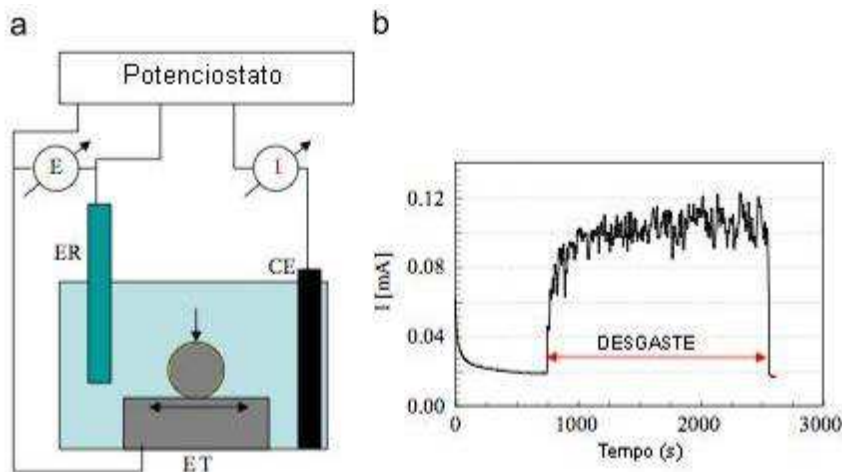 a
Potenciostato
E
I
ER
CE
ET
b
I [mA]
0.12
0.08
0.04
0.00
DESGASTE
0
1000
2000
3000
Tempo (s)